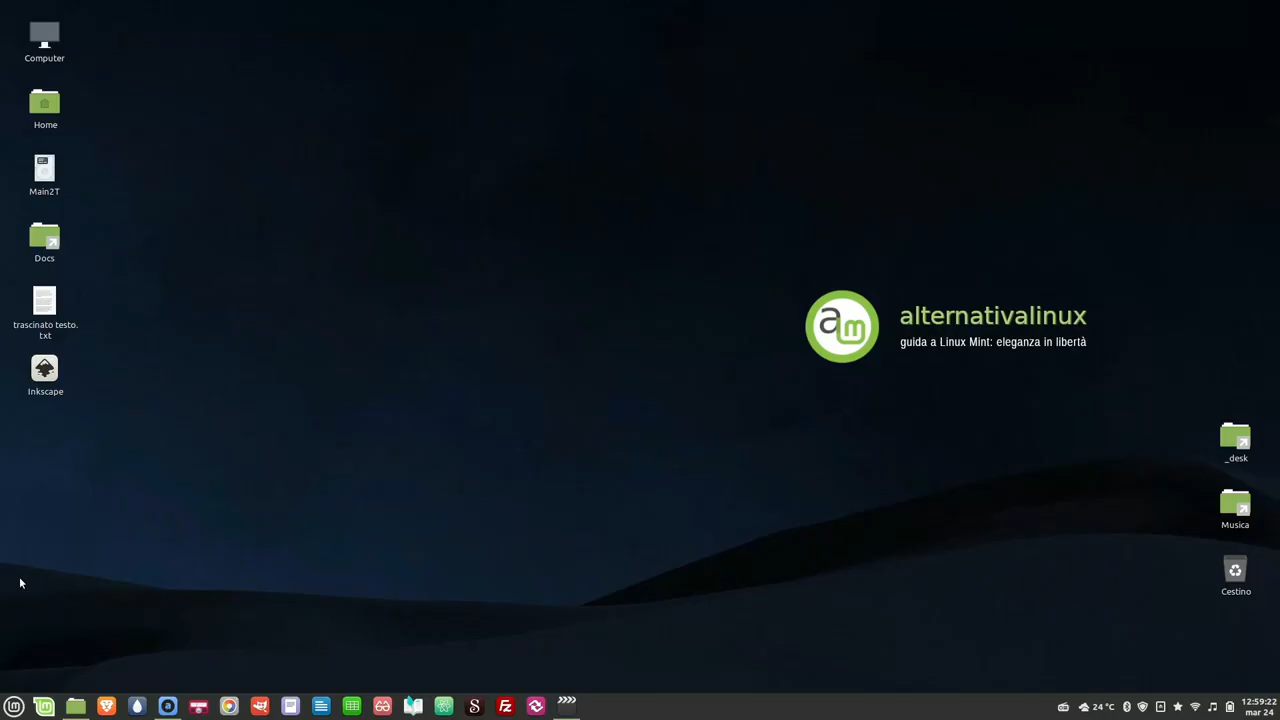 Computer
Home
Main2T
Docs
trascinato testo.
txt
Inkscape
alternativalinux
guida a Linux Mint: eleganza in libertà
_desk
Musica
Cestino
24 °C
12:59:22
mar 24